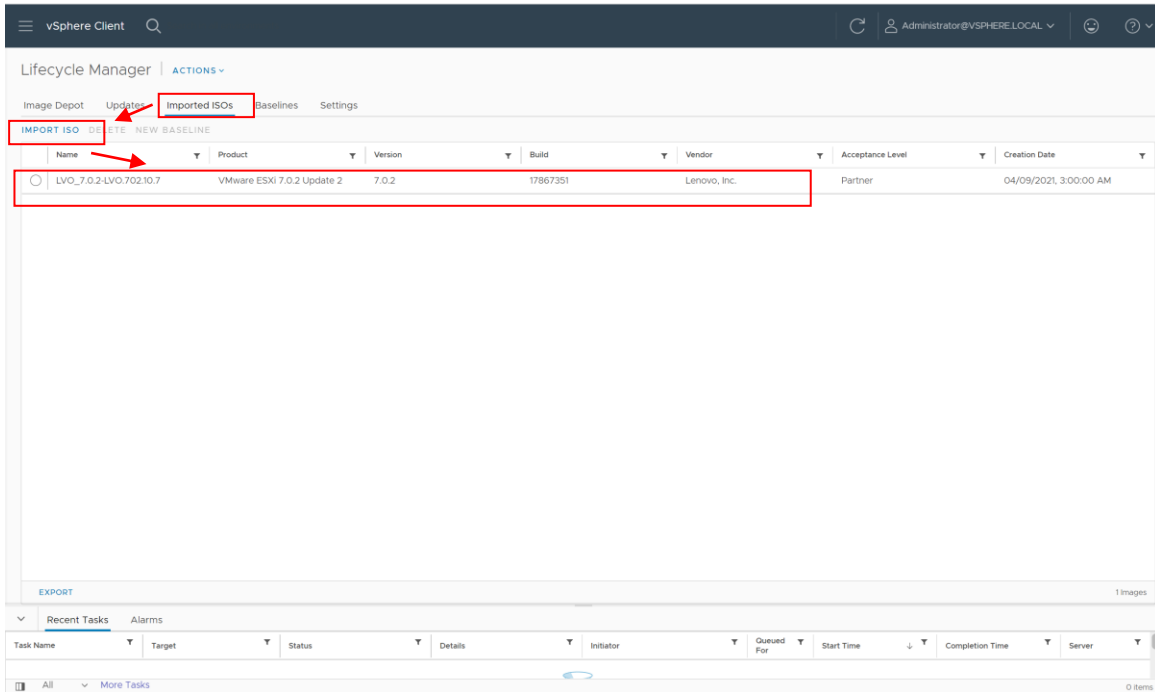 vSphere Client
Administrator@VSPHERE.LOCAL
Lifecycle Manager ACTIONS
Image Depot Updates Imported ISOs Baselines Settings
IMPORT ISO DELETE NEW BASELINE
Name Product Version Build Vendor Acceptance Level Creation Date
LVO_7.0.2-LVO.702.10.7 VMware ESXi 7.0.2 Update 2 7.0.2 17867351 Lenovo, Inc. Partner 04/09/2021, 3:00:00 AM
EXPORT 1 Images
Recent Tasks Alarms
Task Name Target Status Details Initiator Queued For Start Time Completion Time Server
All More Tasks 0 items